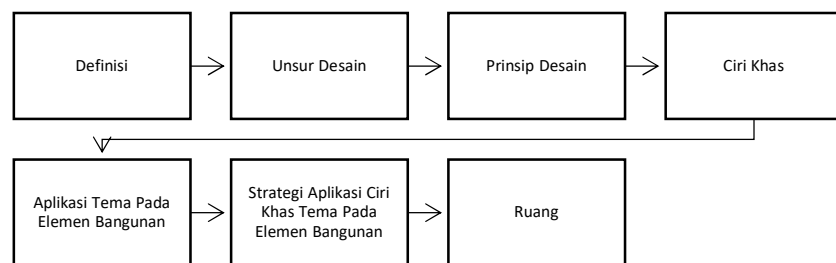 Definisi
Unsur Desain
Prinsip Desain
Ciri Khas
Aplikasi Tema Pada
Elemen Bangunan
Strategi Aplikasi Ciri
Khas Tema Pada
Elemen Bangunan
Ruang